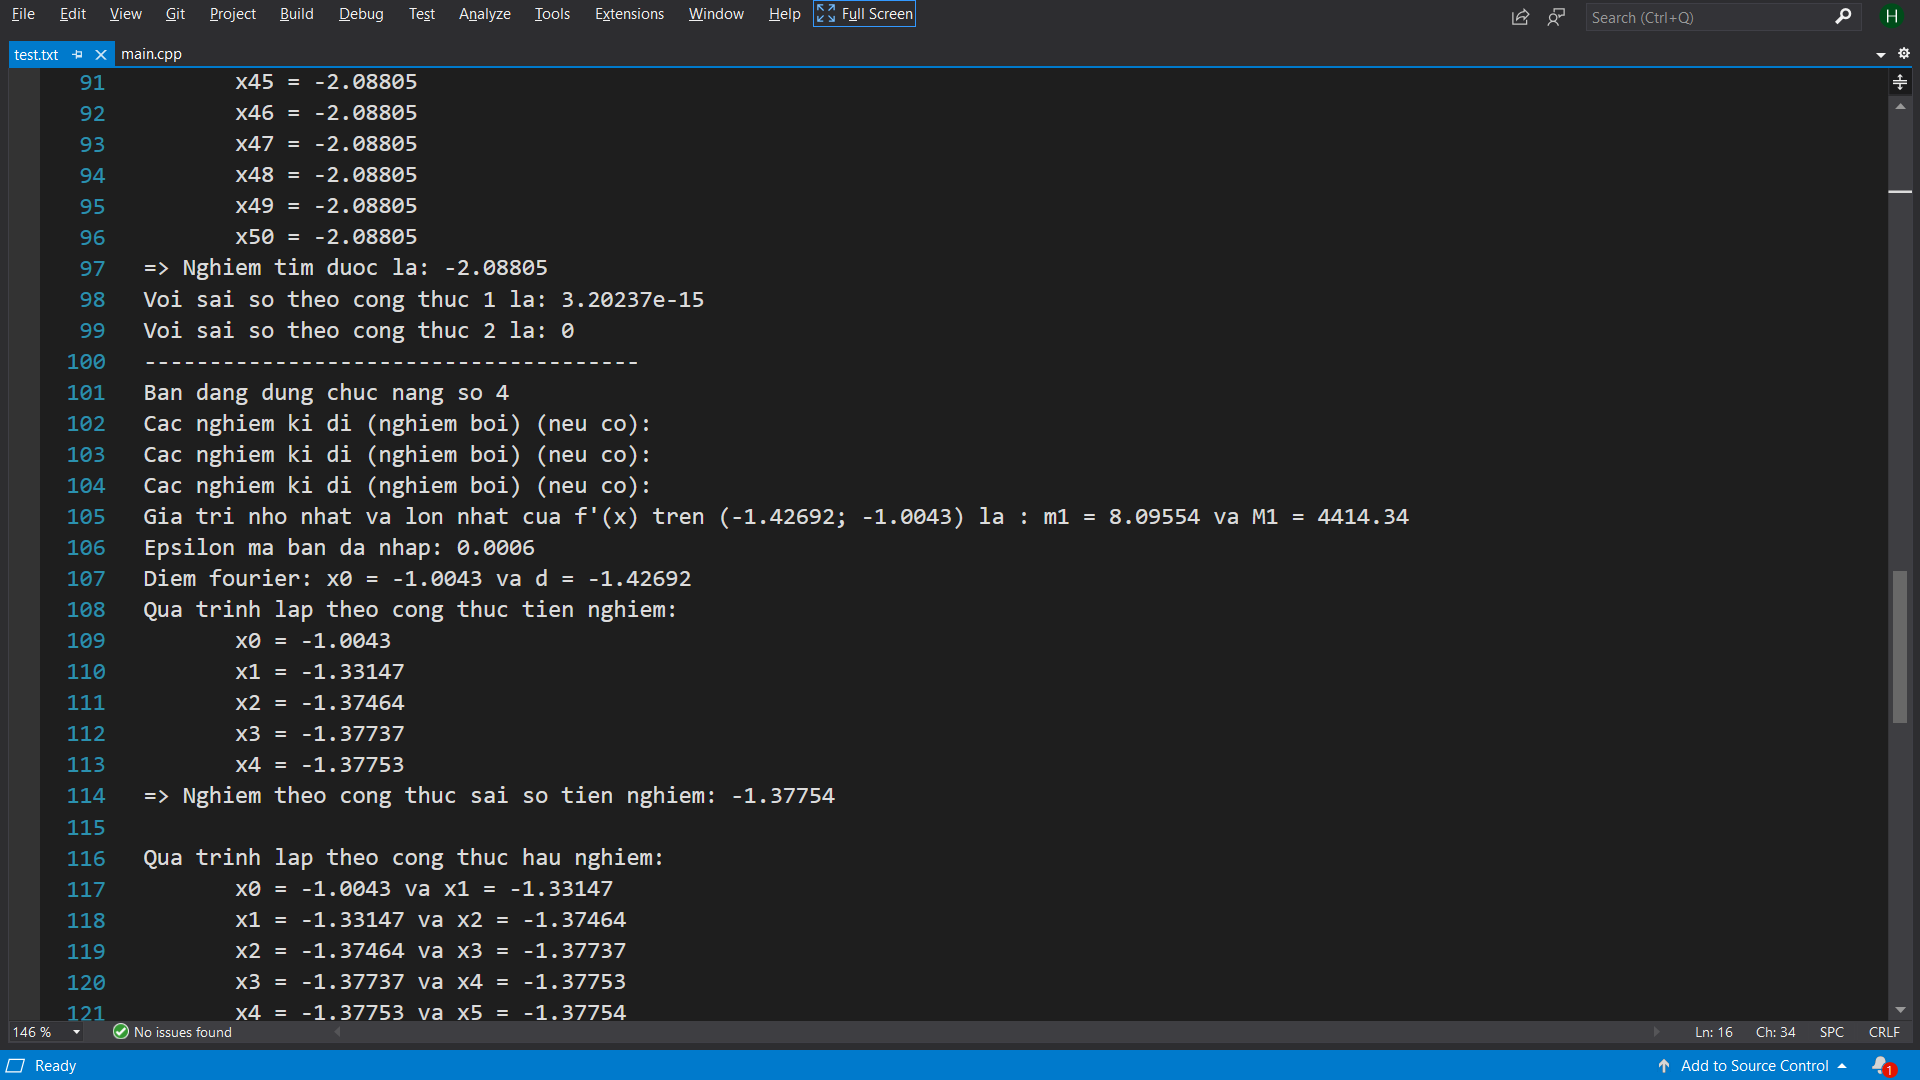 File Edit View Git Project Build Debug Test Analyze Tools Extensions Window Help Full Screen Search (Ctrl+Q) H
test.txt main.cpp
91 x45 = -2.08805
92 x46 = -2.08805
93 x47 = -2.08805
94 x48 = -2.08805
95 x49 = -2.08805
96 x50 = -2.08805
97 => Nghiem tim duoc la: -2.08805
98 Voi sai so theo cong thuc 1 la: 3.20237e-15
99 Voi sai so theo cong thuc 2 la: 0
100 --------------------------------------
101 Ban dang dung chuc nang so 4
102 Cac nghiem ki di (nghiem boi) (neu co):
103 Cac nghiem ki di (nghiem boi) (neu co):
104 Cac nghiem ki di (nghiem boi) (neu co):
105 Gia tri nho nhat va lon nhat cua f'(x) tren (-1.42692; -1.0043) la : m1 = 8.09554 va M1 = 4414.34
106 Epsilon ma ban da nhap: 0.0006
107 Diem fourier: x0 = -1.0043 va d = -1.42692
108 Qua trinh lap theo cong thuc tien nghiem:
109 x0 = -1.0043
110 x1 = -1.33147
111 x2 = -1.37464
112 x3 = -1.37737
113 x4 = -1.37753
114 => Nghiem theo cong thuc sai so tien nghiem: -1.37754
115
116 Qua trinh lap theo cong thuc hau nghiem:
117 x0 = -1.0043 va x1 = -1.33147
118 x1 = -1.33147 va x2 = -1.37464
119 x2 = -1.37464 va x3 = -1.37737
120 x3 = -1.37737 va x4 = -1.37753
121 x4 = -1.37753 va x5 = -1.37754
146 % No issues found Ln: 16 Ch: 34 SPC CRLF
Ready Add to Source Control 1